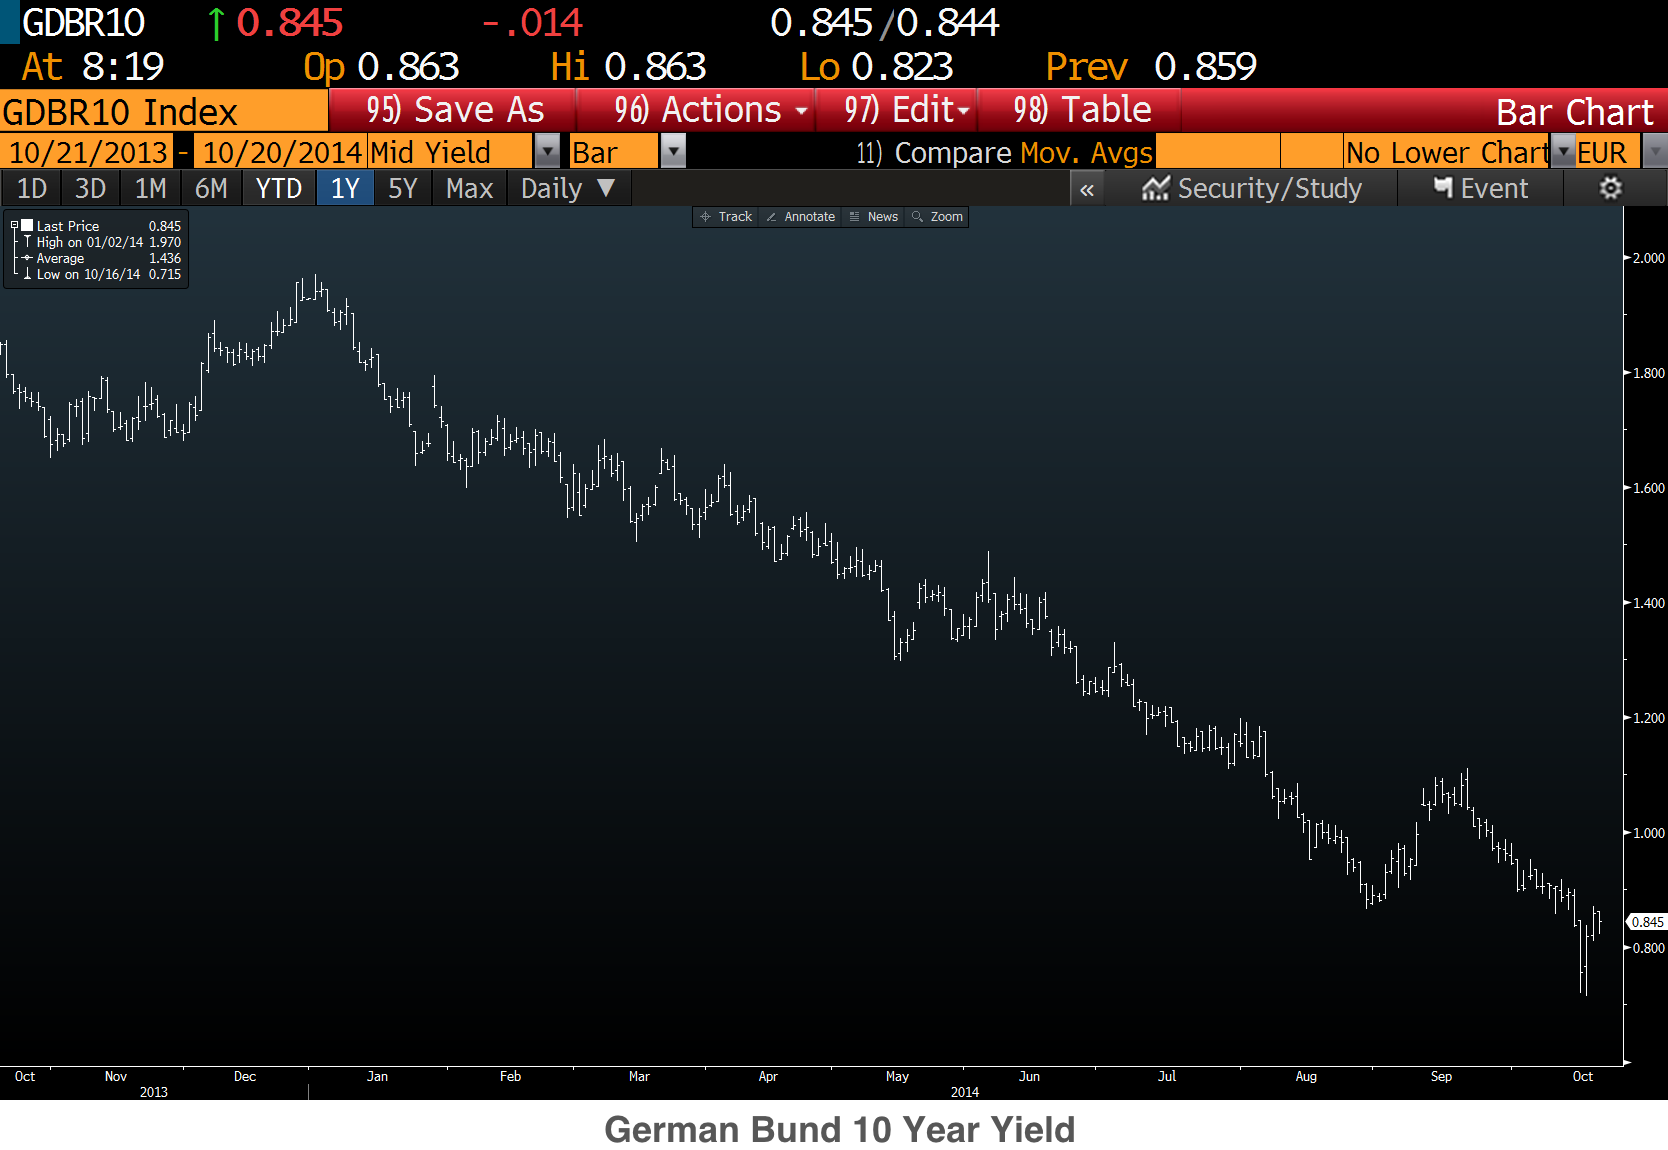 GDBR10 ↑ 0.845 -.014 0.845/0.844
At 8:19 Op 0.863 Hi 0.863 Lo 0.823 Prev 0.859
GDBR10 Index 95) Save As 96) Actions 97) Edit 98) Table Bar Chart
10/21/2013 - 10/20/2014 Mid Yield Bar 11) Compare Mov. Avgs No Lower Chart EUR
1D 3D 1M 6M YTD 1Y 5Y Max Daily ▼ « Security/Study Event
Track Annotate News Zoom
Last Price 0.845
High on 01/02/14 1.970
Average 1.436
Low on 10/16/14 0.715
2.000
1.800
1.600
1.400
1.200
1.000
0.845
0.800
Oct Nov Dec Jan Feb Mar Apr May Jun Jul Aug Sep Oct
2013 2014
German Bund 10 Year Yield